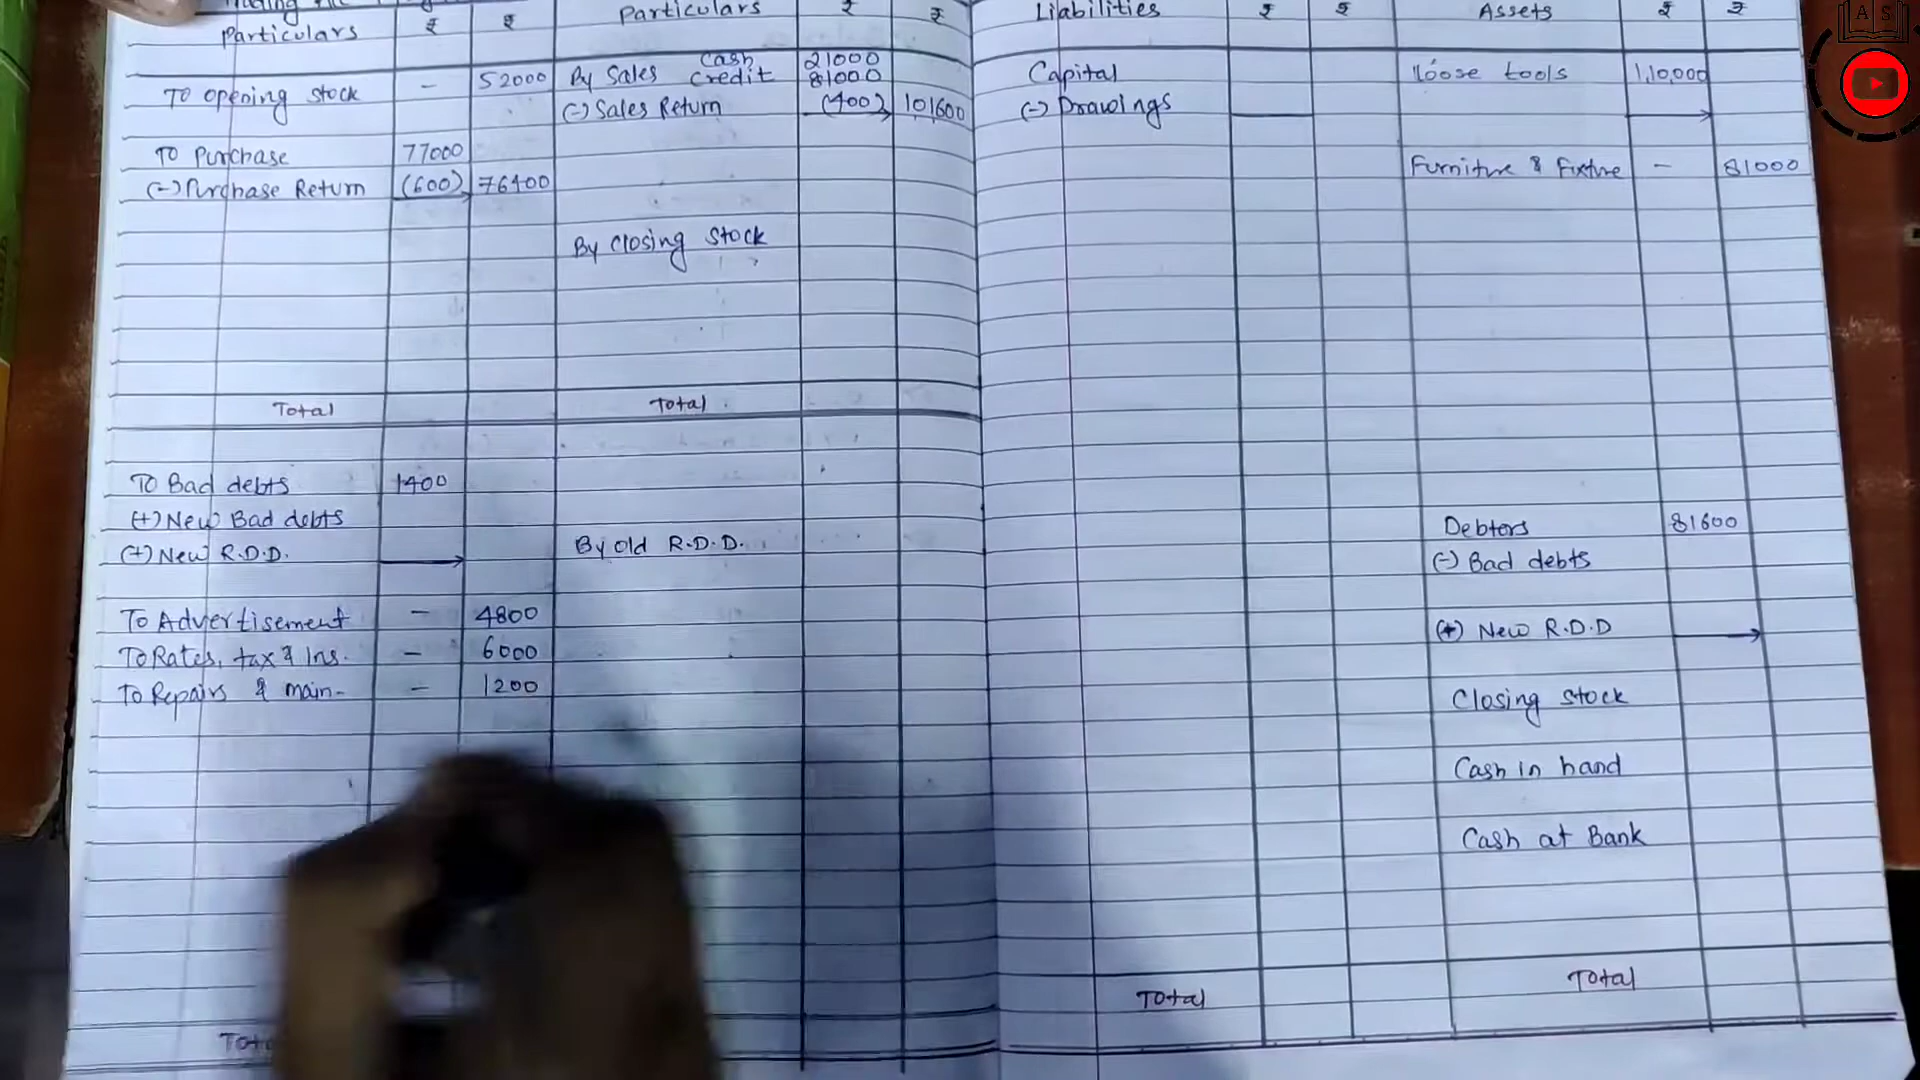 Particulars ₹ ₹ Particulars ₹ ₹
To Opening Stock - 52000 By Sales Cash 21000
Credit 81000
(-) Sales Return (400) 101600
To Purchase 77000
(-) Purchase Return (600) 76400
By Closing Stock
Total Total
To Bad debts 1400
(+) New Bad debts
(+) New R.D.D. By Old R.D.D.
To Advertisement - 4800
To Rates, tax & Ins. - 6000
To Repairs & main- - 1200
Liabilities ₹ ₹ Assets ₹ ₹
Capital Loose tools 1,10,000
(-) Drawings
Furniture & Fixture - 81000
Debtors 81600
(-) Bad debts
(+) New R.D.D
Closing Stock
Cash in hand
Cash at Bank
Total Total
A S